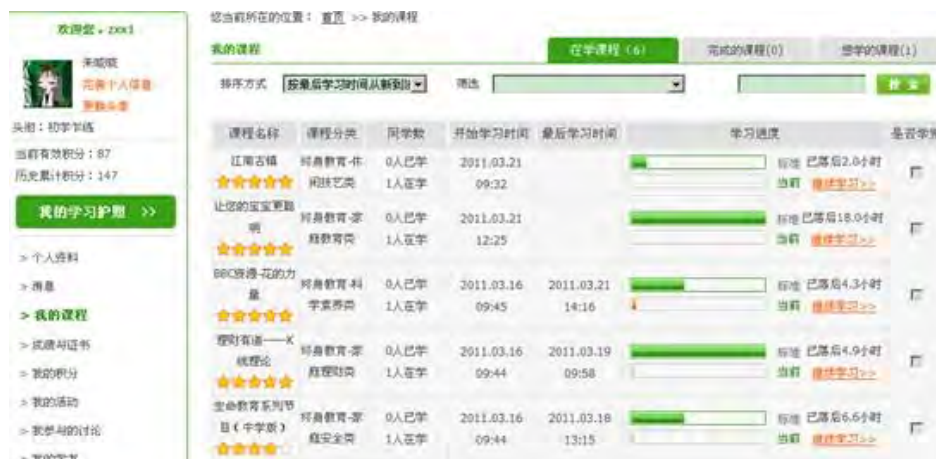 您当前所在的位置： 首页 >> 我的课程
欢迎您，zxx1
完善个人信息
更换头像
头衔：初学乍练
当前有效积分：87
历史累计积分：147
我的学习护照 >>
> 个人资料
> 消息
> 我的课程
> 成绩与证书
> 我的积分
> 我的活动
> 我参与的讨论
我的课程
在学课程（6） 完成的课程(0) 想学的课程(1)
排序方式 按最后学习时间从新到旧 筛选 搜 索
课程名称 课程分类 同学数 开始学习时间 最后学习时间 学习进度 是否学完
江南古镇 终身教育-休闲技艺类 0人已学 1人在学 2011.03.21 09:32 标准 已落后2.0小时 当前 继续学习>>
让您的宝宝更聪明 终身教育-家庭教育类 0人已学 1人在学 2011.03.21 12:25 标准 已落后18.0小时 当前 继续学习>>
BBC资源-花的力量 终身教育-科学素养类 0人已学 1人在学 2011.03.16 09:45 2011.03.21 14:16 标准 已落后4.3小时 当前 继续学习>>
理财有道——K线理论 终身教育-家庭理财类 0人已学 1人在学 2011.03.16 09:44 2011.03.19 09:58 标准 已落后4.9小时 当前 继续学习>>
生命教育系列节目（中学版） 终身教育-家庭安全类 0人已学 1人在学 2011.03.16 09:44 2011.03.18 13:15 标准 已落后6.6小时 当前 继续学习>>